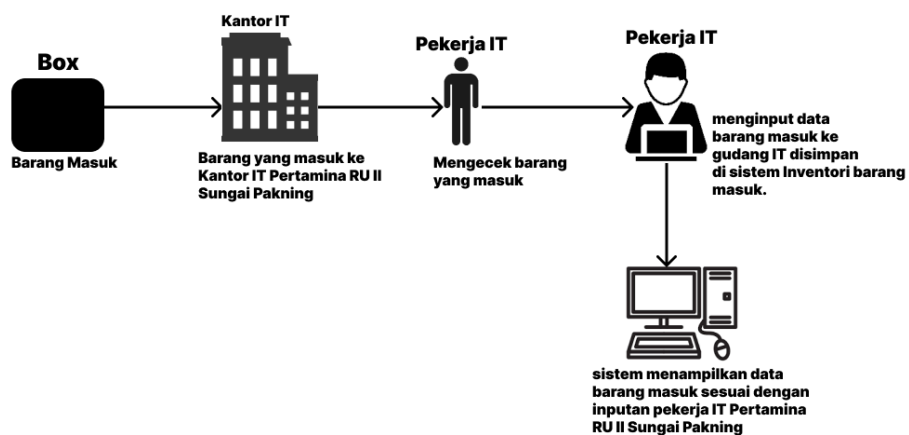 Box
Barang Masuk
Kantor IT
Barang yang masuk ke
Kantor IT Pertamina RU II
Sungai Pakning
Pekerja IT
Mengecek barang
yang masuk
Pekerja IT
menginput data
barang masuk ke
gudang IT disimpan
di sistem Inventori barang
masuk.
sistem menampilkan data
barang masuk sesuai dengan
inputan pekerja IT Pertamina
RU II Sungai Pakning